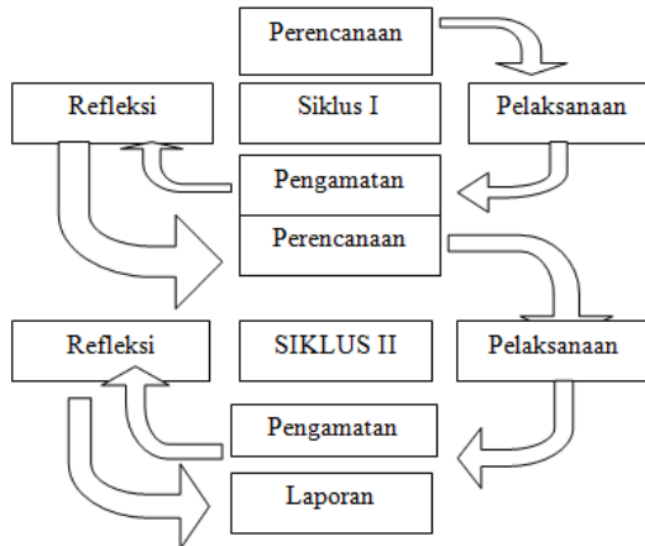 Perencanaan
Refleksi
Siklus I
Pelaksanaan
Pengamatan
Perencanaan
Refleksi
SIKLUS II
Pelaksanaan
Pengamatan
Laporan